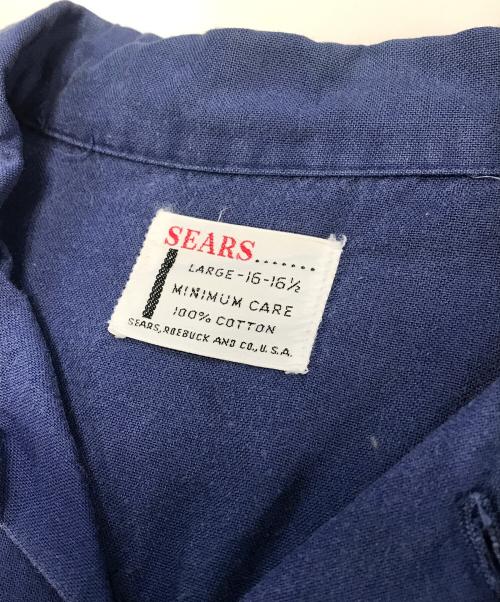 SEARS.......
LARGE-16-16½
MINIMUM CARE
100% COTTON
SEARS, ROEBUCK AND CO., U.S.A.